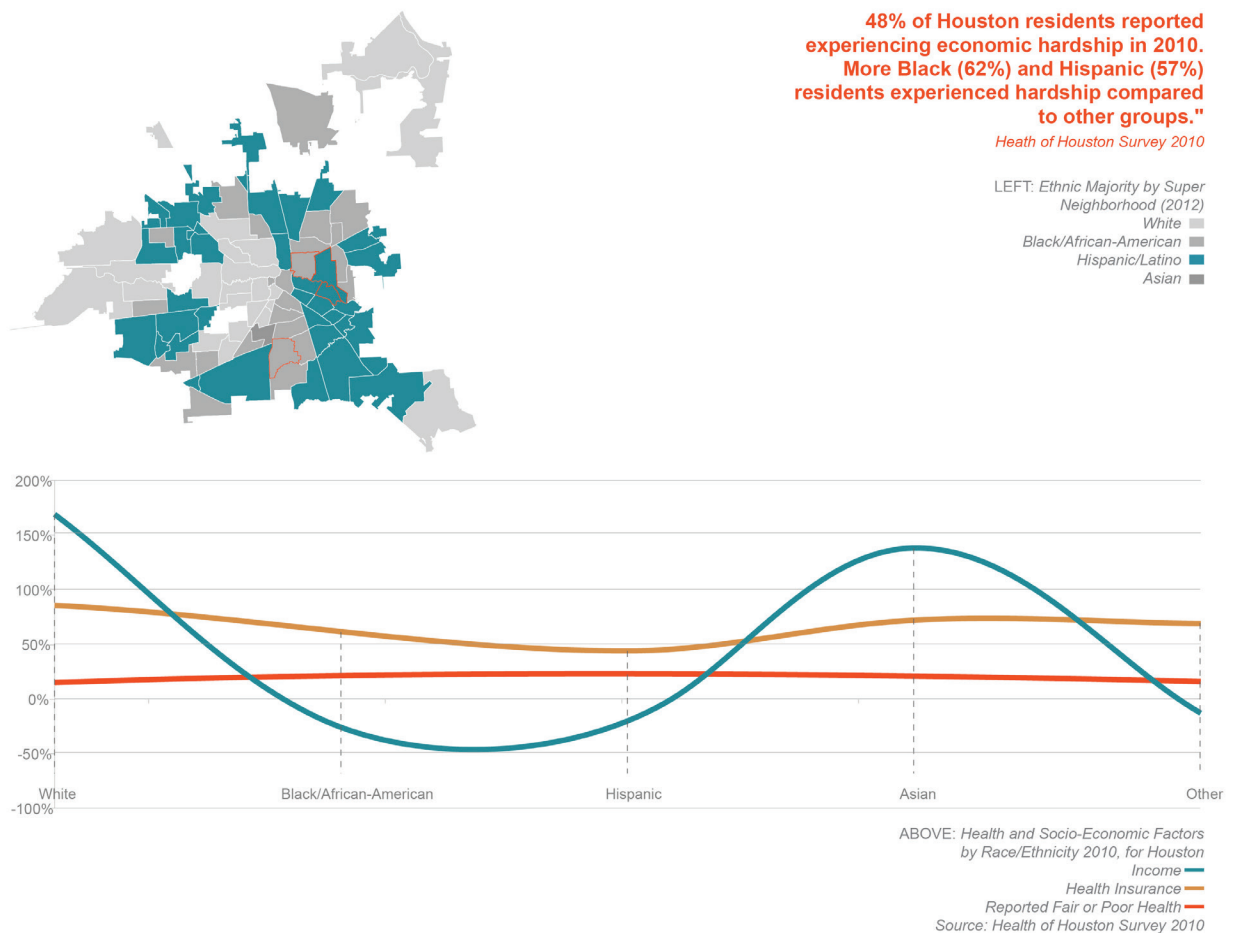 48% of Houston residents reported
experiencing economic hardship in 2010.
More Black (62%) and Hispanic (57%)
residents experienced hardship compared
to other groups."
Heath of Houston Survey 2010
LEFT: Ethnic Majority by Super
Neighborhood (2012)
White
Black/African-American
Hispanic/Latino
Asian
200%
150%
100%
50%
0%
-50%
-100%
White
Black/African-American
Hispanic
Asian
Other
ABOVE: Health and Socio-Economic Factors
by Race/Ethnicity 2010, for Houston
Income
Health Insurance
Reported Fair or Poor Health
Source: Health of Houston Survey 2010